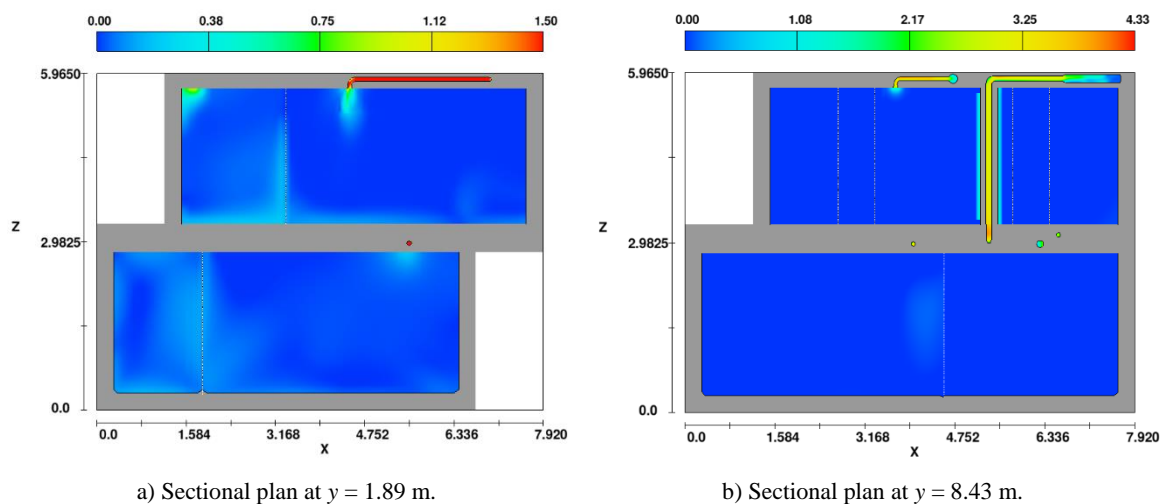 0.00 0.38 0.75 1.12 1.50
5.9650
Z
2.9825
0.0
0.0 1.584 3.168 4.752 6.336 7.920
X
a) Sectional plan at y = 1.89 m.
0.00 1.08 2.17 3.25 4.33
5.9650
Z
2.9825
0.0
0.0 1.584 3.168 4.752 6.336 7.920
X
b) Sectional plan at y = 8.43 m.